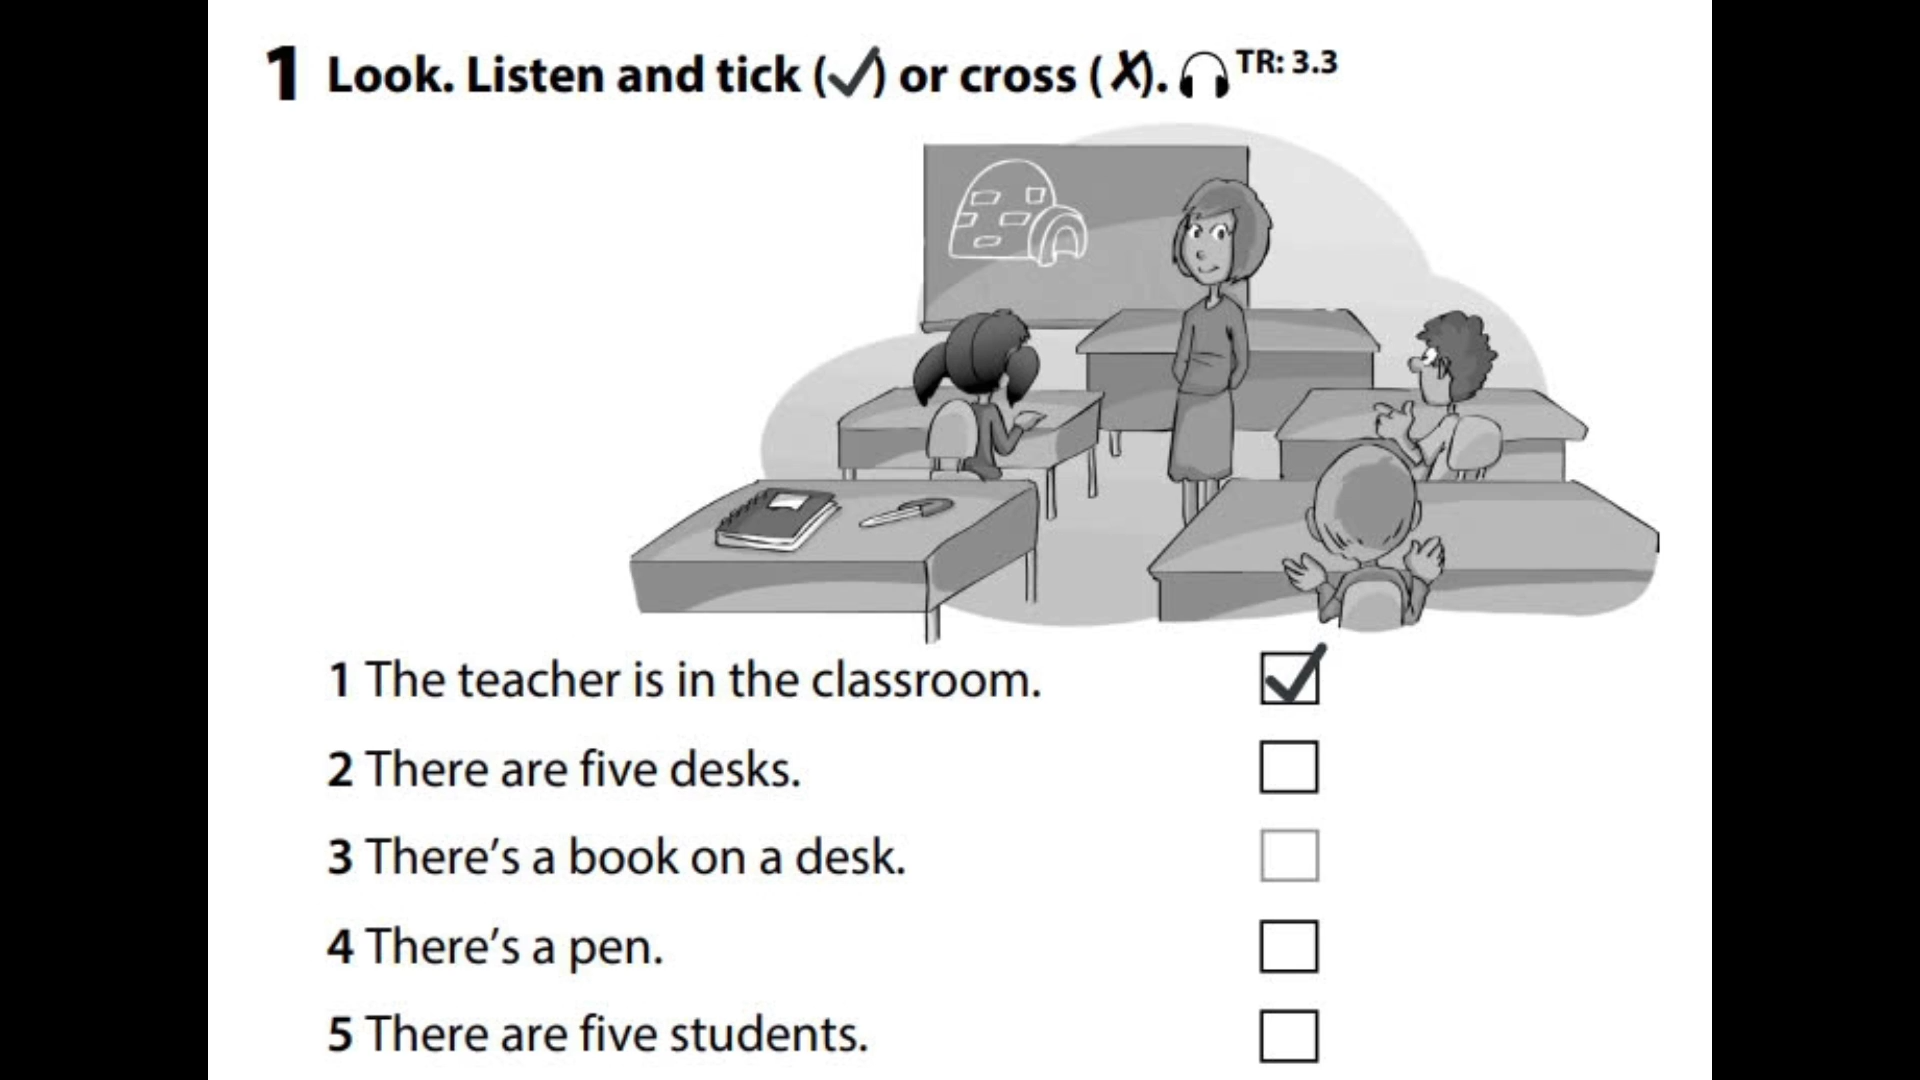 1 Look. Listen and tick (✓) or cross (✗). TR: 3.3
1 The teacher is in the classroom. ✓
2 There are five desks.
3 There’s a book on a desk.
4 There’s a pen.
5 There are five students.